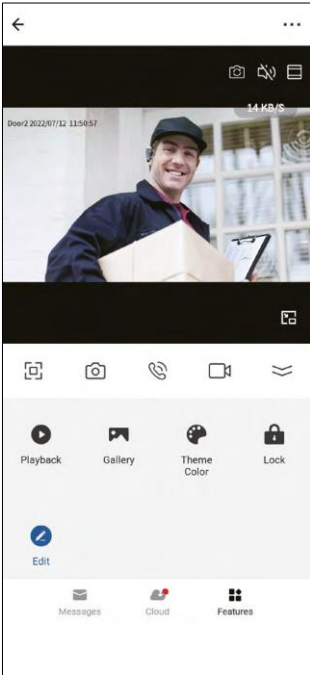 14 KB/S
Door2 2022/07/12 11:50:57
Playback
Gallery
Theme
Color
Lock
Edit
Messages
Cloud
Features